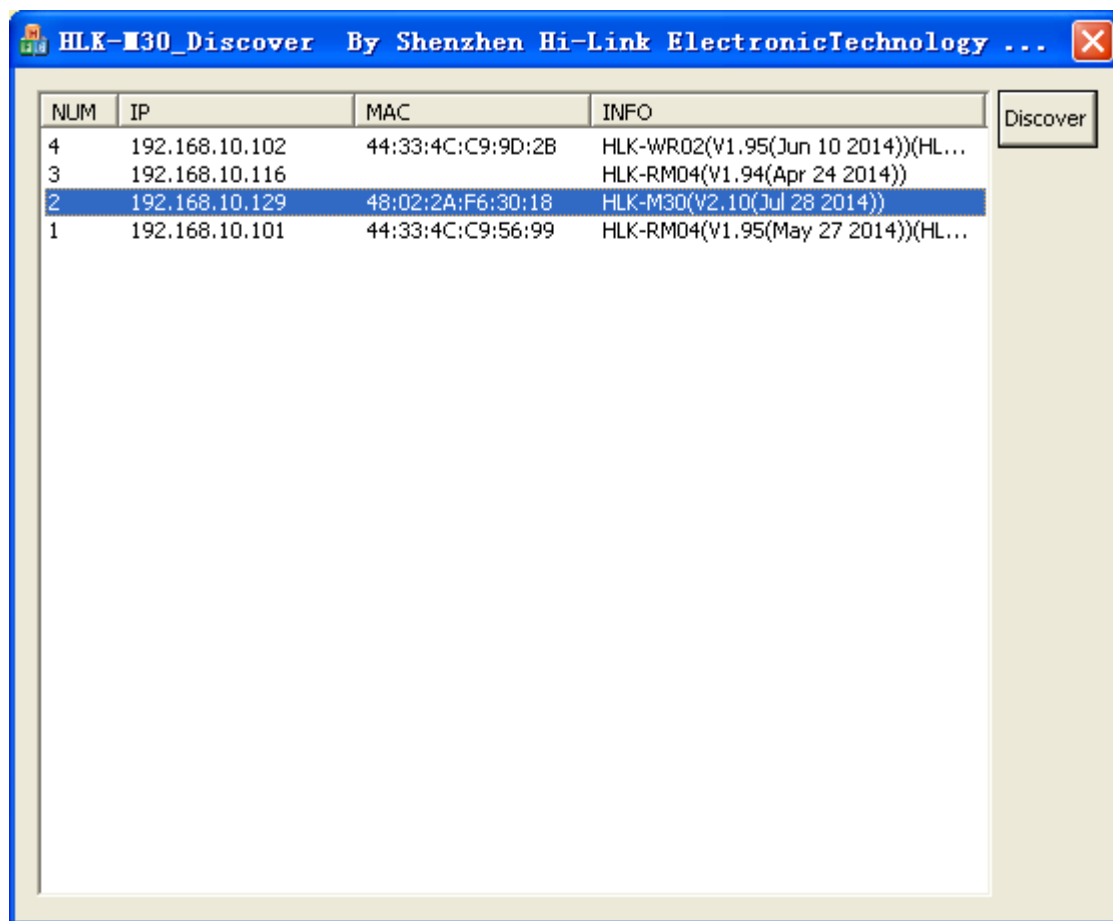 HLK-M30_Discover By Shenzhen Hi-Link ElectronicTechnology ...
NUM IP MAC INFO
Discover
4 192.168.10.102 44:33:4C:C9:9D:2B HLK-WR02(V1.95(Jun 10 2014))(HL...
3 192.168.10.116 HLK-RM04(V1.94(Apr 24 2014))
2 192.168.10.129 48:02:2A:F6:30:18 HLK-M30(V2.10(Jul 28 2014))
1 192.168.10.101 44:33:4C:C9:56:99 HLK-RM04(V1.95(May 27 2014))(HL...